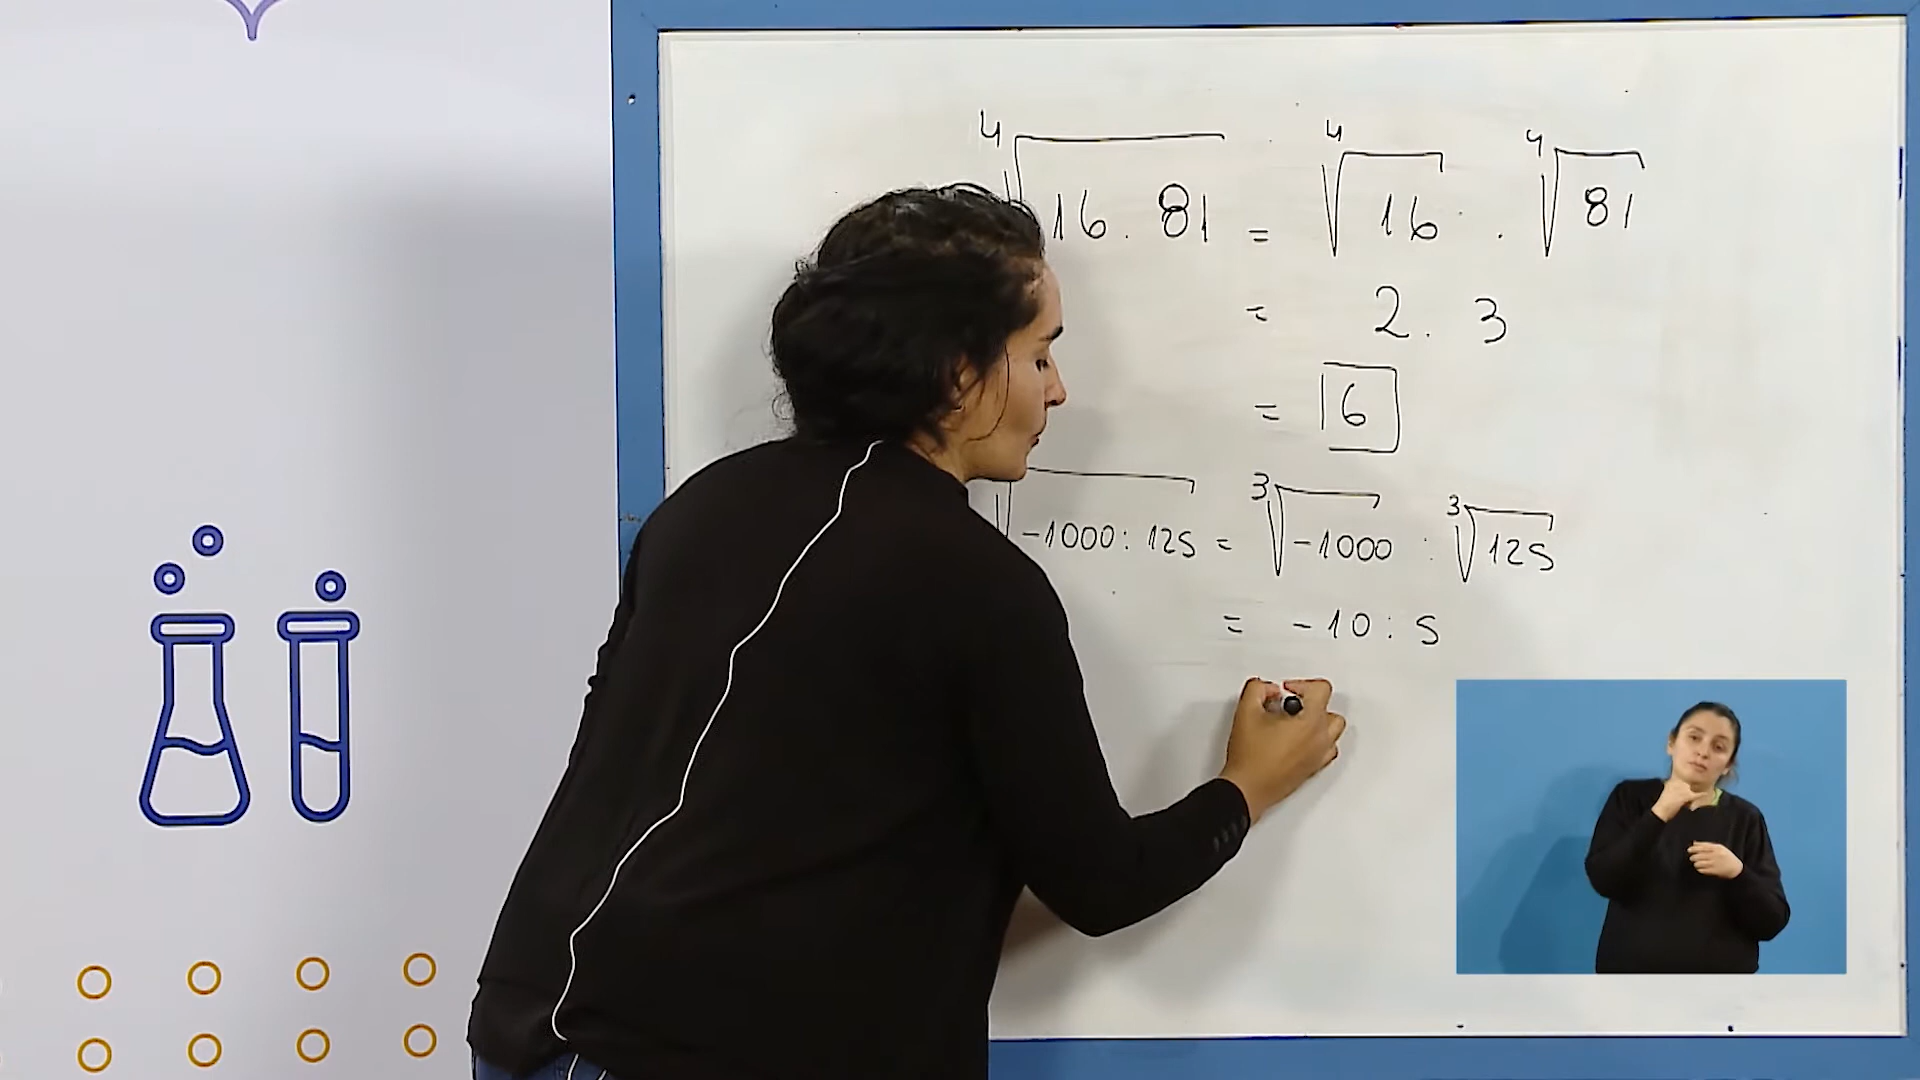 ⁴√16 . 81 = ⁴√16 . ⁴√81
= 2 . 3
= 6
√-1000 : 125 = ³√-1000 : ³√125
= -10 : 5